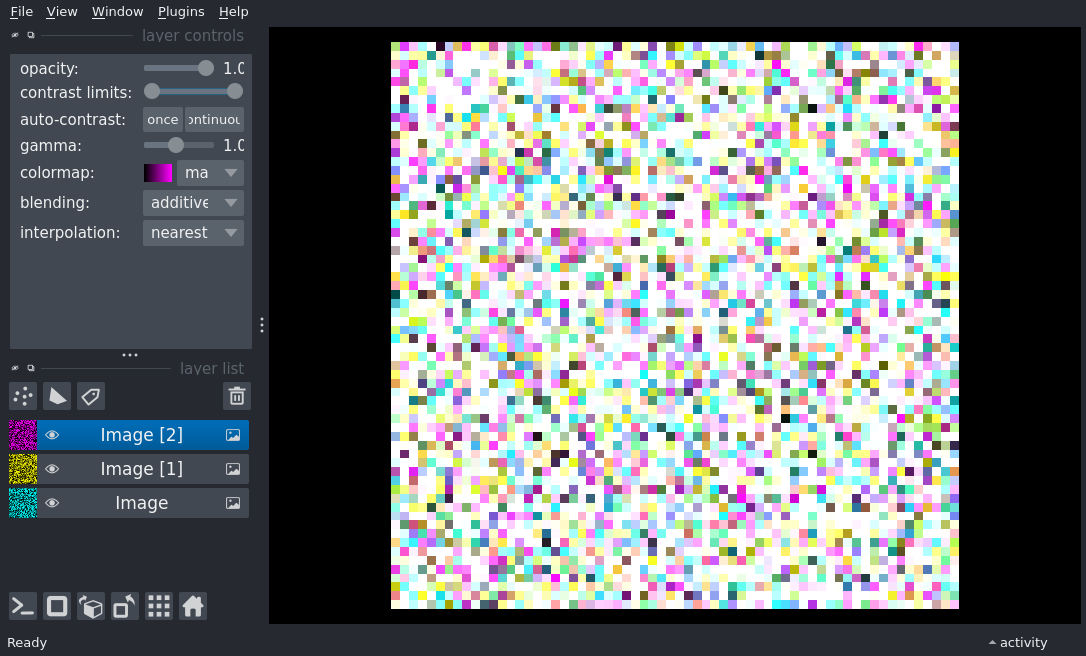 File View Window Plugins Help
layer controls
opacity: 1.0
contrast limits:
auto-contrast: once ontinuou
gamma: 1.0
colormap: ma
blending: additive
interpolation: nearest
layer list
Image [2]
Image [1]
Image
Ready activity